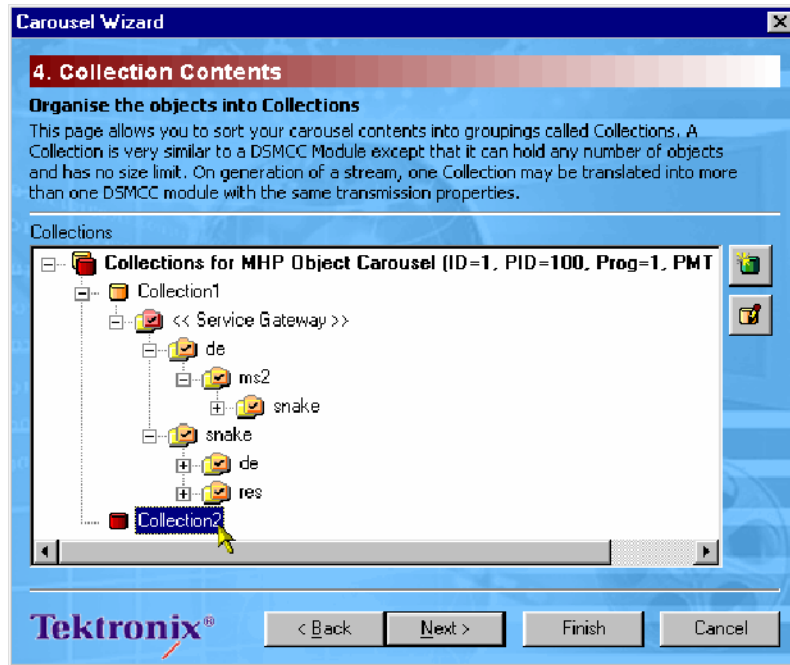 Carousel Wizard
4. Collection Contents
Organise the objects into Collections
This page allows you to sort your carousel contents into groupings called Collections. A
Collection is very similar to a DSMCC Module except that it can hold any number of objects
and has no size limit. On generation of a stream, one Collection may be translated into more
than one DSMCC module with the same transmission properties.
Collections
Collections for MHP Object Carousel (ID=1, PID=100, Prog=1, PMT
Collection1
<< Service Gateway >>
de
ms2
snake
snake
de
res
Collection2
Tektronix®
< Back Next > Finish Cancel